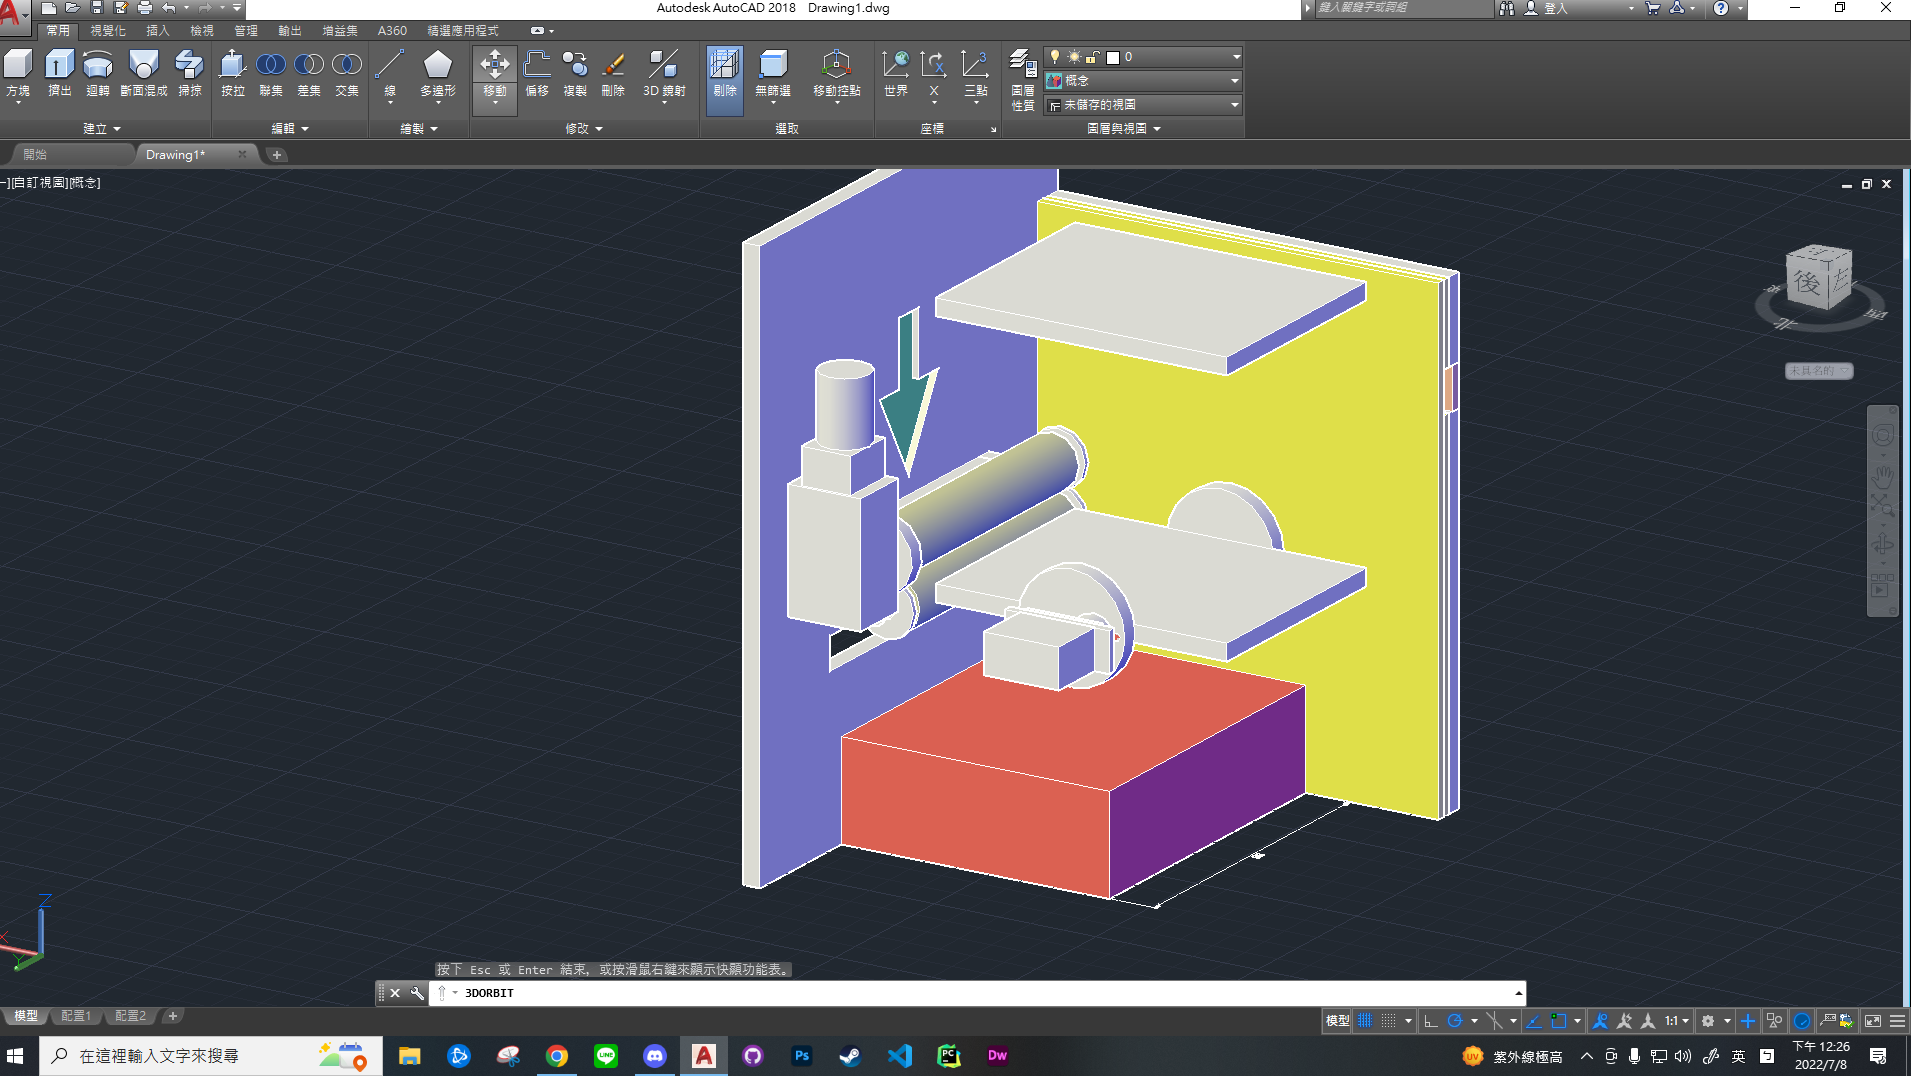 Autodesk AutoCAD 2018 Drawing1.dwg
鍵入關鍵字或詞組
登入
常用 視覺化 插入 檢視 管理 輸出 增益集 A360 精選應用程式
方塊 擠出 迴轉 斷面混成 掃掠 按拉 聯集 差集 交集 線 多邊形 移動 偏移 複製 刪除 3D 鏡射 剔除 無篩選 移動控點 世界 X 三點 圖層性質
0
概念
未儲存的視圖
建立 編輯 繪製 修改 選取 座標 圖層與視圖
開始 Drawing1*
–][自訂視圖][概念]
後 左
北
未具名的
Z
X
Y
按下 Esc 或 Enter 結束, 或按滑鼠右鍵來顯示快顯功能表。
3DORBIT
模型 配置1 配置2
模型 1:1
在這裡輸入文字來搜尋
LINE
Ps
PC
Dw
UV
紫外線極高
英
下午 12:26
2022/7/8